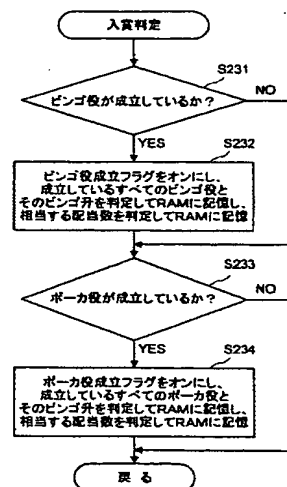 入賞判定
S231
ビンゴ役が成立しているか？
NO
YES
S232
ビンゴ役成立フラグをオンにし、
成立しているすべてのビンゴ役と
そのビンゴ升を判定してRAMに記憶し、
相当する配当数を判定してRAMに記憶
S233
ポーカ役が成立しているか？
NO
YES
S234
ポーカ役成立フラグをオンにし、
成立しているすべてのポーカ役と
そのビンゴ升を判定してRAMに記憶し、
相当する配当数を判定してRAMに記憶
戻る